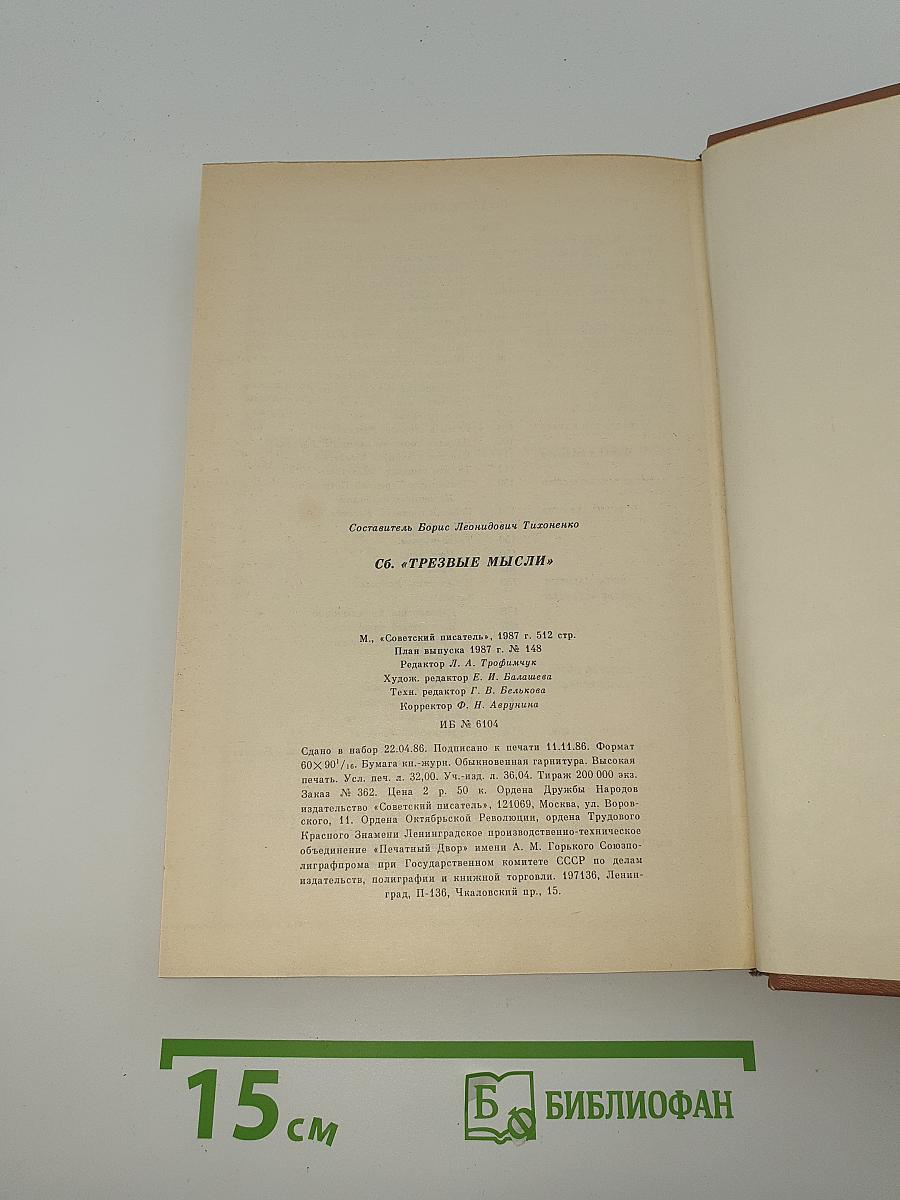 Составитель Борис Леонидович Тихоненко
Сб. «ТРЕЗВЫЕ МЫСЛИ»
М., «Советский писатель», 1987 г. 512 стр.
План выпуска 1987 г. № 148
Редактор Л. А. Трофимчук
Худож. редактор Е. И. Балашева
Техн. редактор Г. В. Белькова
Корректор Ф. Н. Аврунина
ИБ № 6104
Сдано в набор 22.04.86. Подписано к печати 11.11.86. Формат
60×90¹/₁₆. Бумага кн.-журн. Обыкновенная гарнитура. Высокая
печать. Усл. печ. л. 32,00. Уч.-изд. л. 36,04. Тираж 200 000 экз.
Заказ № 362. Цена 2 р. 50 к. Ордена Дружбы Народов
издательство «Советский писатель», 121069, Москва, ул. Воров-
ского, 11. Ордена Октябрьской Революции, ордена Трудового
Красного Знамени Ленинградское производственно-техническое
объединение «Печатный Двор» имени А. М. Горького Союзпо-
лиграфпрома при Государственном комитете СССР по делам
издательств, полиграфии и книжной торговли. 197136, Ленин-
град, П-136, Чкаловский пр., 15.
15 см
Б Ф БИБЛИОФАН